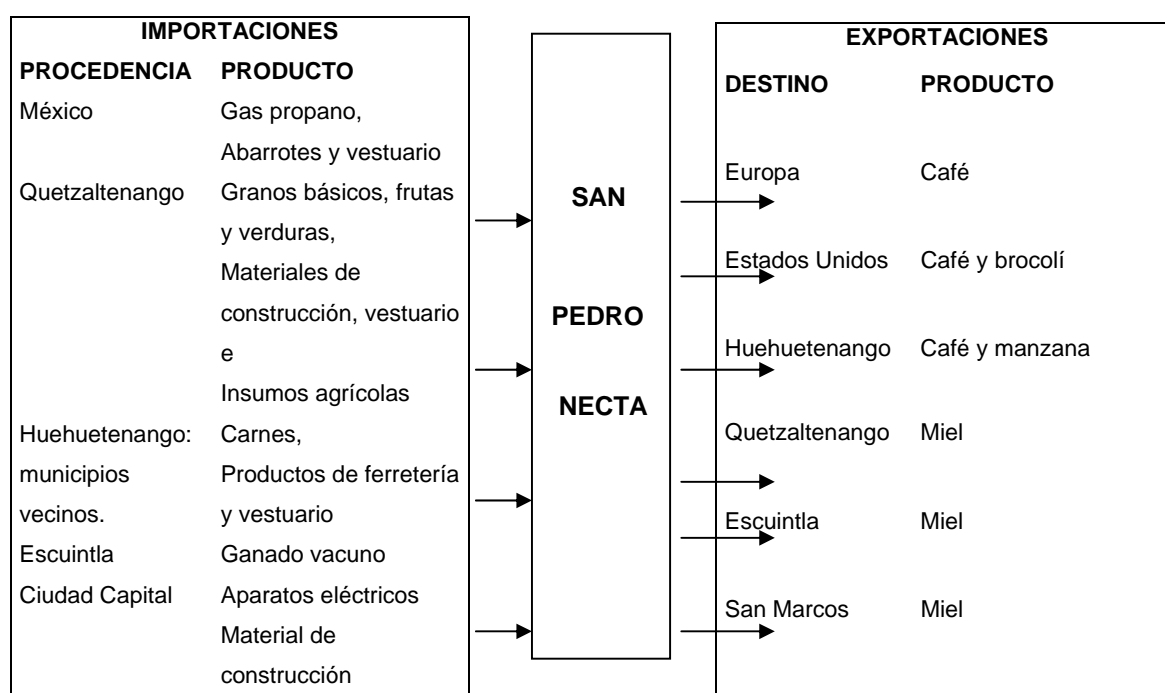 IMPORTACIONES
PROCEDENCIA PRODUCTO
México Gas propano,
Abarrotes y vestuario
Quetzaltenango Granos básicos, frutas
y verduras,
Materiales de
construcción, vestuario
e
Insumos agrícolas
Huehuetenango: Carnes,
municipios Productos de ferretería
vecinos. y vestuario
Escuintla Ganado vacuno
Ciudad Capital Aparatos eléctricos
Material de
construcción
SAN
PEDRO
NECTA
EXPORTACIONES
DESTINO PRODUCTO
Europa Café
Estados Unidos Café y brocolí
Huehuetenango Café y manzana
Quetzaltenango Miel
Escuintla Miel
San Marcos Miel